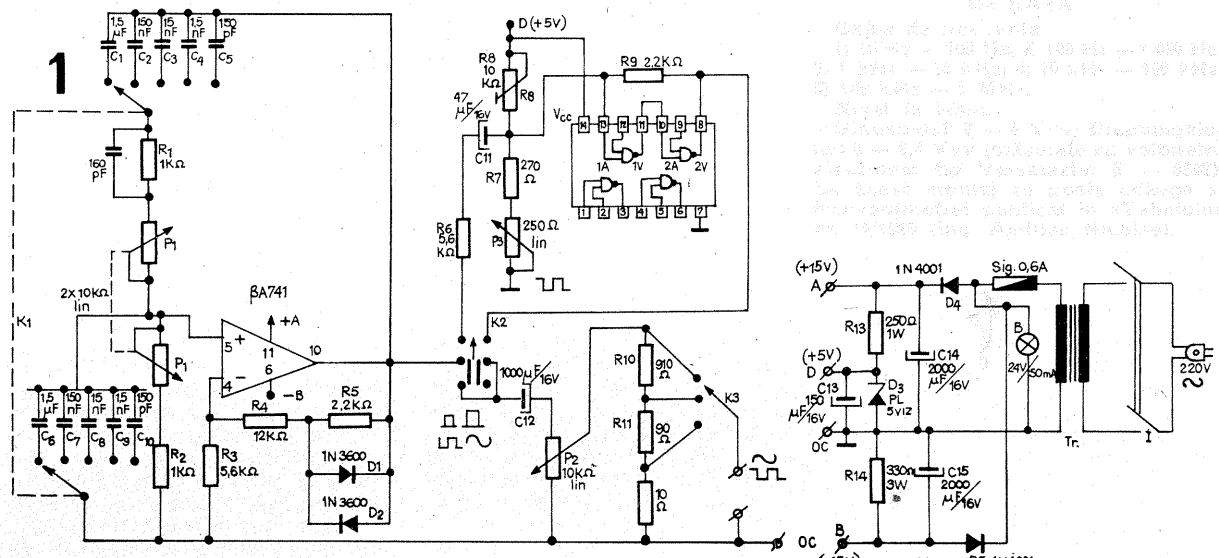 1
1,5 µF
150 nF
15 nF
1,5 nF
150 pF
C1 C2 C3 C4 C5
160 pF
R1
1KΩ
P1
2x10KΩ
lin
K1
P1
1,5 µF
150 nF
15 nF
1,5 nF
150 pF
C6 C7 C8 C9 C10
R2
1KΩ
R3
5,6KΩ
βA741
+A
5
+
11
10
6
4
-
-B
R4
12KΩ
R5
2,2KΩ
1N3600
D1
1N3600
D2
D(+5V)
R8
10
KΩ
R8
47
µF/16V
C11
R7
270
Ω
R6
5,6
KΩ
P3
250Ω
lin
K2
1000µF/16V
C12
P2
10KΩ
lin
R10
910
Ω
R11
90
Ω
10
Ω
K3
OC
R9 2,2KΩ
Vcc
14 13 12 11 10 9 8
1A 1V 2A 2V
1 2 3 4 5 6 7
(+15V)
A
1N4001
D4
Sig.0,6A
R13
250Ω
1W
C14
2000
µF/16V
B
24V/50mA
(+5V)
D
C13
150
µF/16V
D3
PL
5V1Z
OC
R14
330Ω
3W
C15
2000
µF/16V
B
Tr.
I
220V